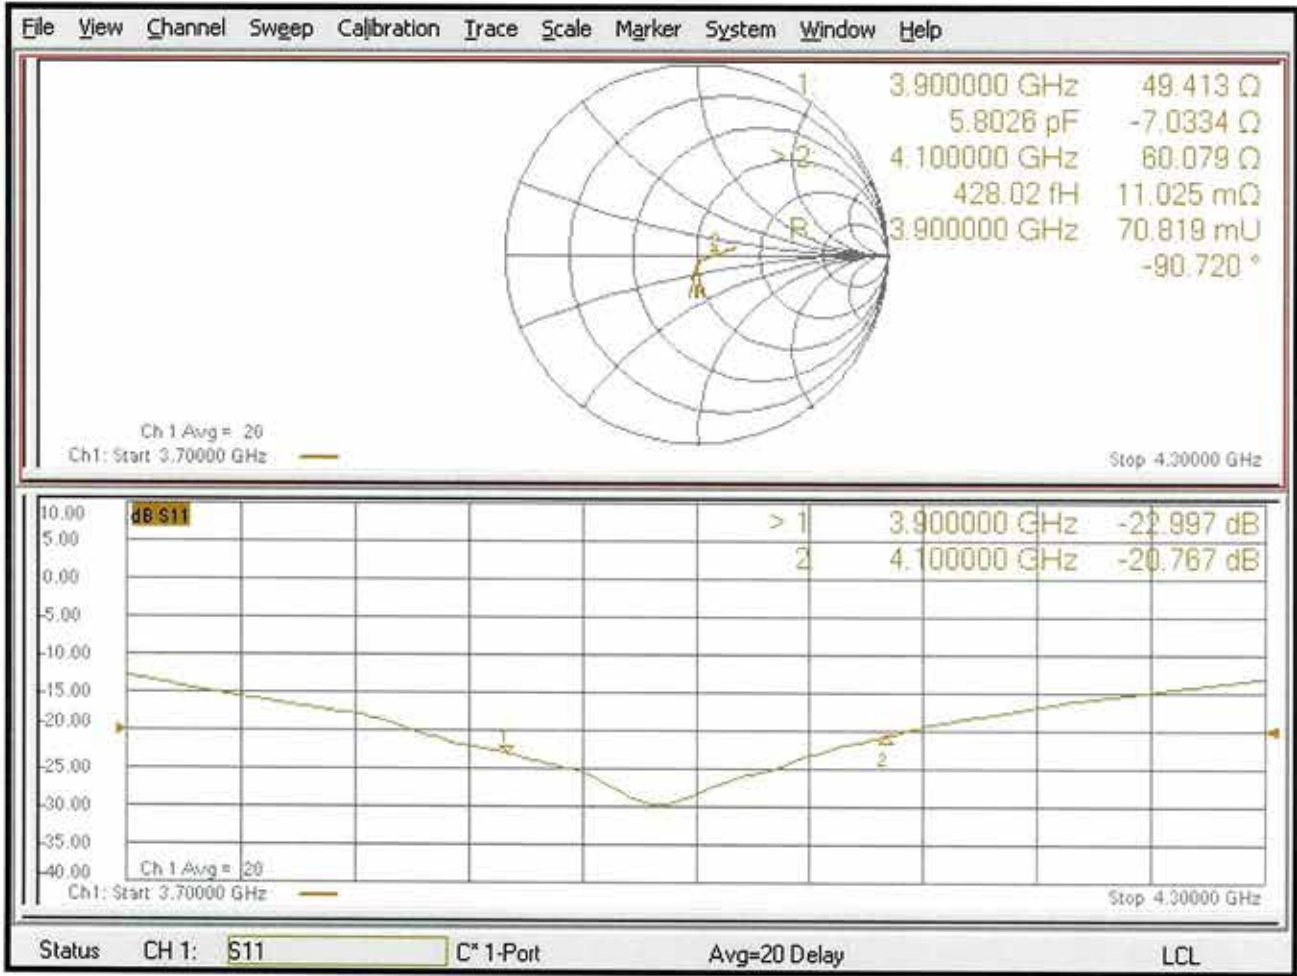 File View Channel Sweep Calibration Trace Scale Marker System Window Help
1 3.900000 GHz 49.413 Ω
5.8026 pF -7.0334 Ω
> 2 4.100000 GHz 60.079 Ω
428.02 fH 11.025 mΩ
R 3.900000 GHz 70.819 mU
-90.720 °
2
R
Ch 1 Avg = 20
Ch1: Start 3.70000 GHz
Stop 4.30000 GHz
dB S11
> 1 3.900000 GHz -22.997 dB
2 4.100000 GHz -20.767 dB
10.00
5.00
0.00
-5.00
-10.00
-15.00
-20.00
-25.00
-30.00
-35.00
-40.00
1
2
Ch 1 Avg = 20
Ch1: Start 3.70000 GHz
Stop 4.30000 GHz
Status CH 1: S11 C* 1-Port Avg=20 Delay LCL